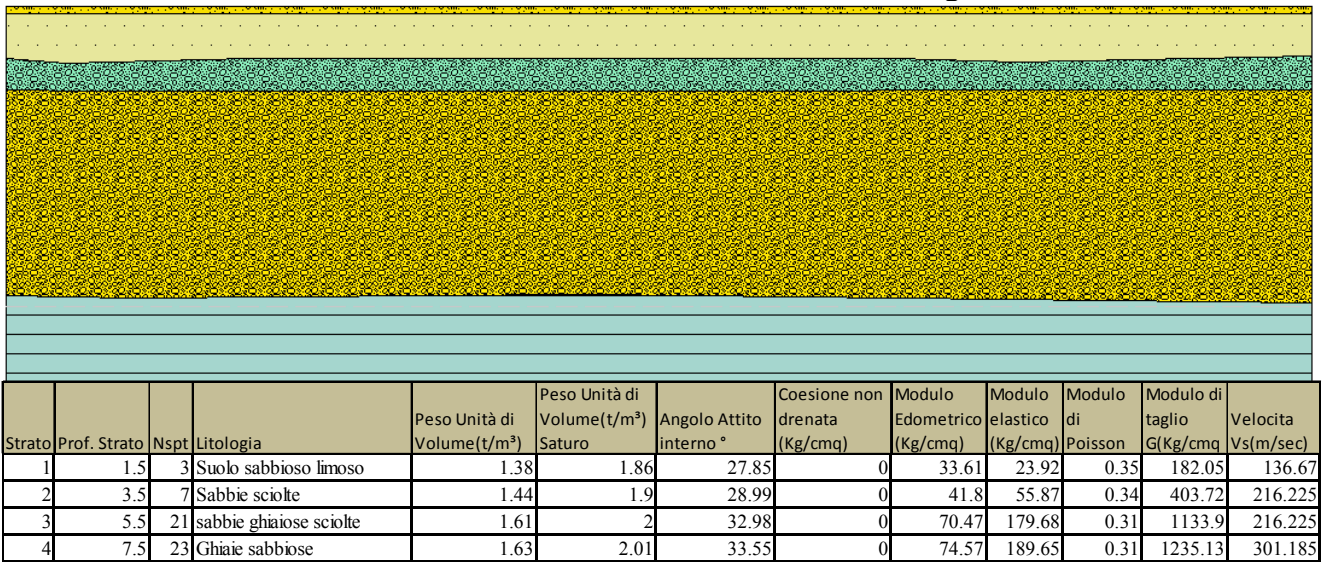 Strato Prof. Strato Nspt Litologia Peso Unità di Volume(t/m³) Peso Unità di Volume(t/m³) Saturo Angolo Attito interno ° Coesione non drenata (Kg/cmq) Modulo Edometrico (Kg/cmq) Modulo elastico (Kg/cmq) Modulo di Poisson Modulo di taglio G(Kg/cmq Velocita Vs(m/sec)
1 1.5 3 Suolo sabbioso limoso 1.38 1.86 27.85 0 33.61 23.92 0.35 182.05 136.67
2 3.5 7 Sabbie sciolte 1.44 1.9 28.99 0 41.8 55.87 0.34 403.72 216.225
3 5.5 21 sabbie ghiaiose sciolte 1.61 2 32.98 0 70.47 179.68 0.31 1133.9 216.225
4 7.5 23 Ghiaie sabbiose 1.63 2.01 33.55 0 74.57 189.65 0.31 1235.13 301.185